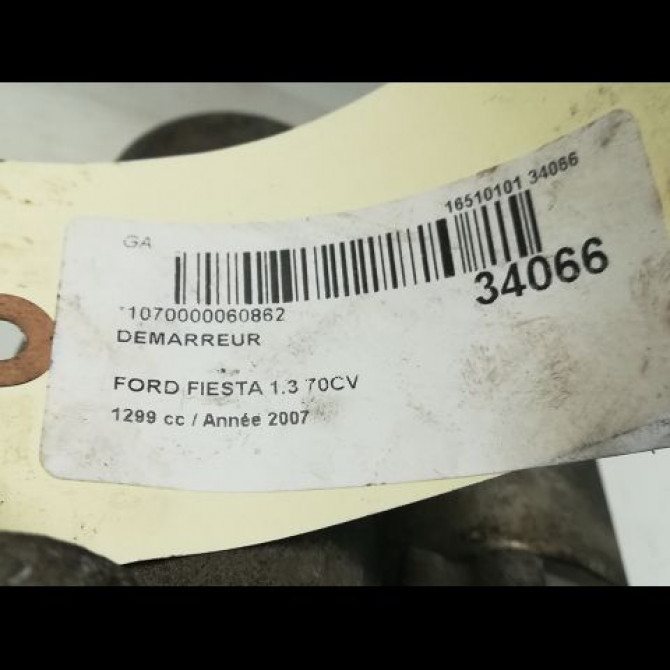 16510101 34066
GA
34066
*1070000060862
DEMARREUR
FORD FIESTA 1.3 70CV
1299 cc / Année 2007